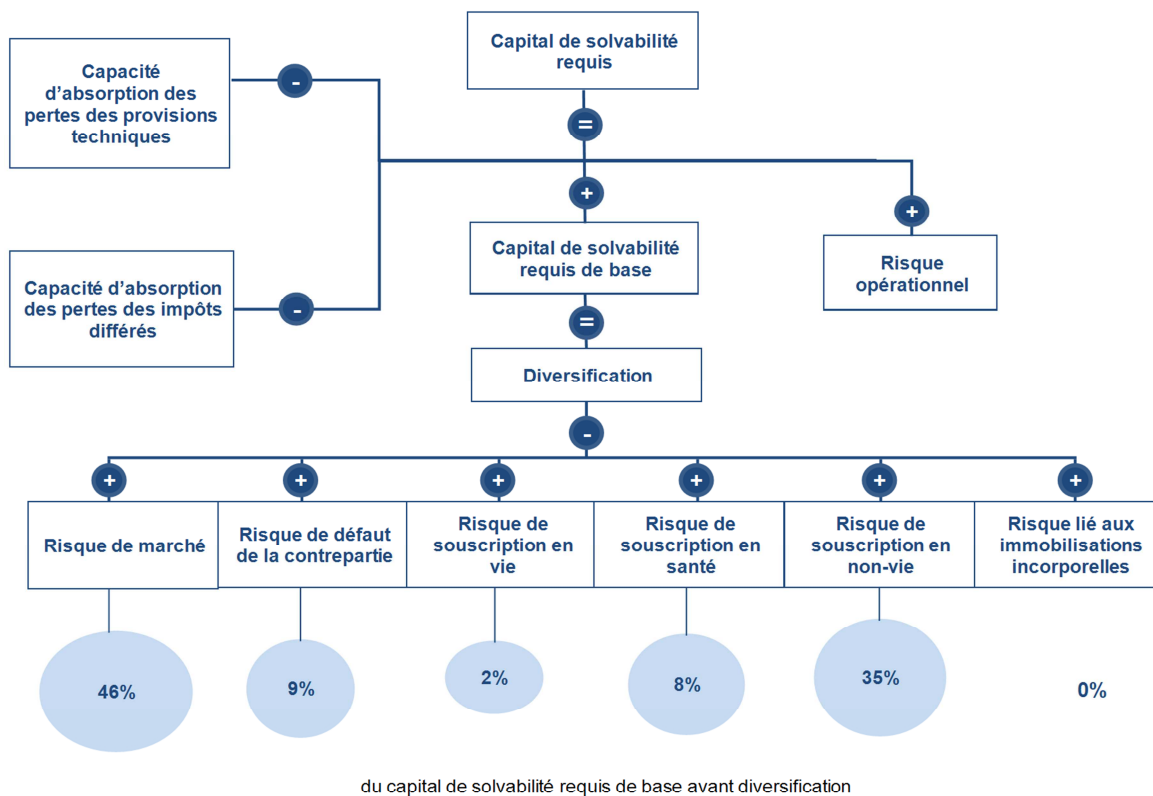 Capital de solvabilité
requis
Capacité
d’absorption des
pertes des provisions
techniques
-
=
+
Capital de solvabilité
requis de base
+
Risque
opérationnel
Capacité d’absorption
des pertes des impôts
différés
-
=
Diversification
-
+
+
+
+
+
+
Risque de marché
Risque de défaut
de la contrepartie
Risque de
souscription en
vie
Risque de
souscription en
santé
Risque de
souscription en
non-vie
Risque lié aux
immobilisations
incorporelles
46%
9%
2%
8%
35%
0%
du capital de solvabilité requis de base avant diversification